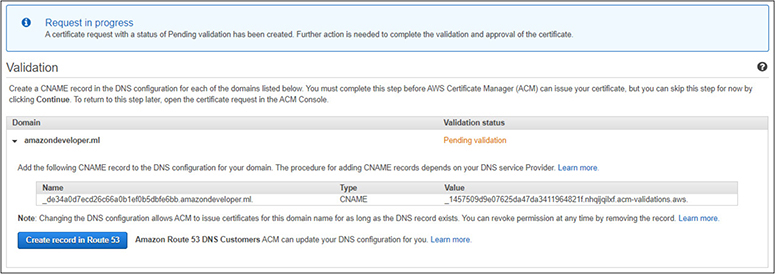 Request in progress
A certificate request with a status of Pending validation has been created. Further action is needed to complete the validation and approval of the certificate.
Validation
Create a CNAME record in the DNS configuration for each of the domains listed below. You must complete this step before AWS Certificate Manager (ACM) can issue your certificate, but you can skip this step for now by
clicking Continue. To return to this step later, open the certificate request in the ACM Console.
Domain Validation status
amazondeveloper.ml Pending validation
Add the following CNAME record to the DNS configuration for your domain. The procedure for adding CNAME records depends on your DNS service Provider. Learn more.
Name Type Value
_de34a0d7ecd26c66a0b1ef0b5dbfe6bb.amazondeveloper.ml. CNAME _1457509d9e07625da47da3411964821f.nhqijqilxf.acm-validations.aws.
Note: Changing the DNS configuration allows ACM to issue certificates for this domain name for as long as the DNS record exists. You can revoke permission at any time by removing the record. Learn more.
Create record in Route 53 Amazon Route 53 DNS Customers ACM can update your DNS configuration for you. Learn more.